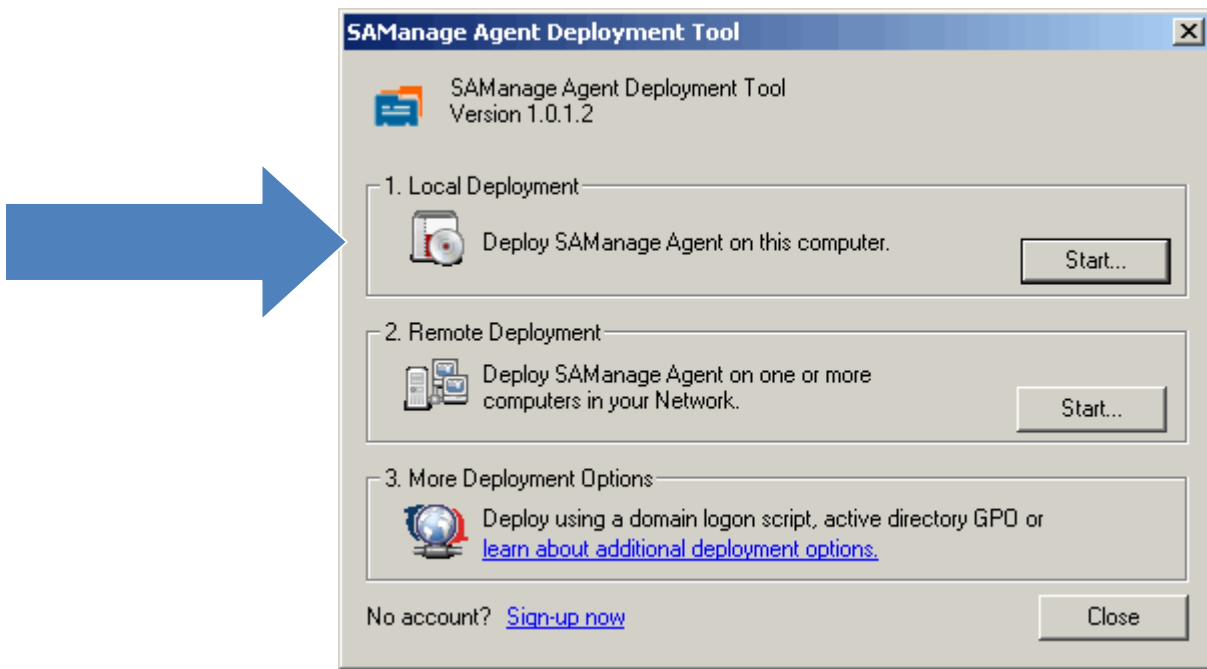 SAManage Agent Deployment Tool
SAManage Agent Deployment Tool
Version 1.0.1.2
1. Local Deployment
Deploy SAManage Agent on this computer.
Start...
2. Remote Deployment
Deploy SAManage Agent on one or more
computers in your Network.
Start...
3. More Deployment Options
Deploy using a domain logon script, active directory GPO or
learn about additional deployment options.
No account? Sign-up now
Close